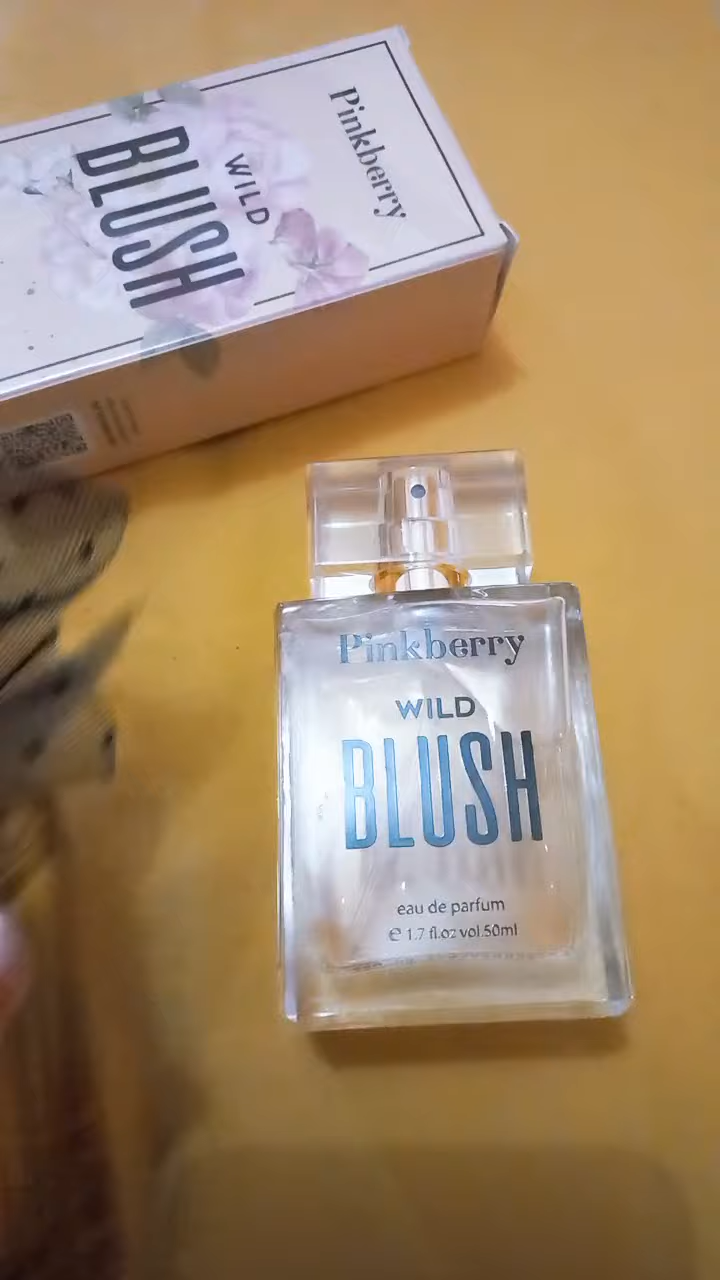 Pinkberry
WILD
BLUSH
Pinkberry
WILD
BLUSH
eau de parfum
e 1.7 fl.oz vol.50ml